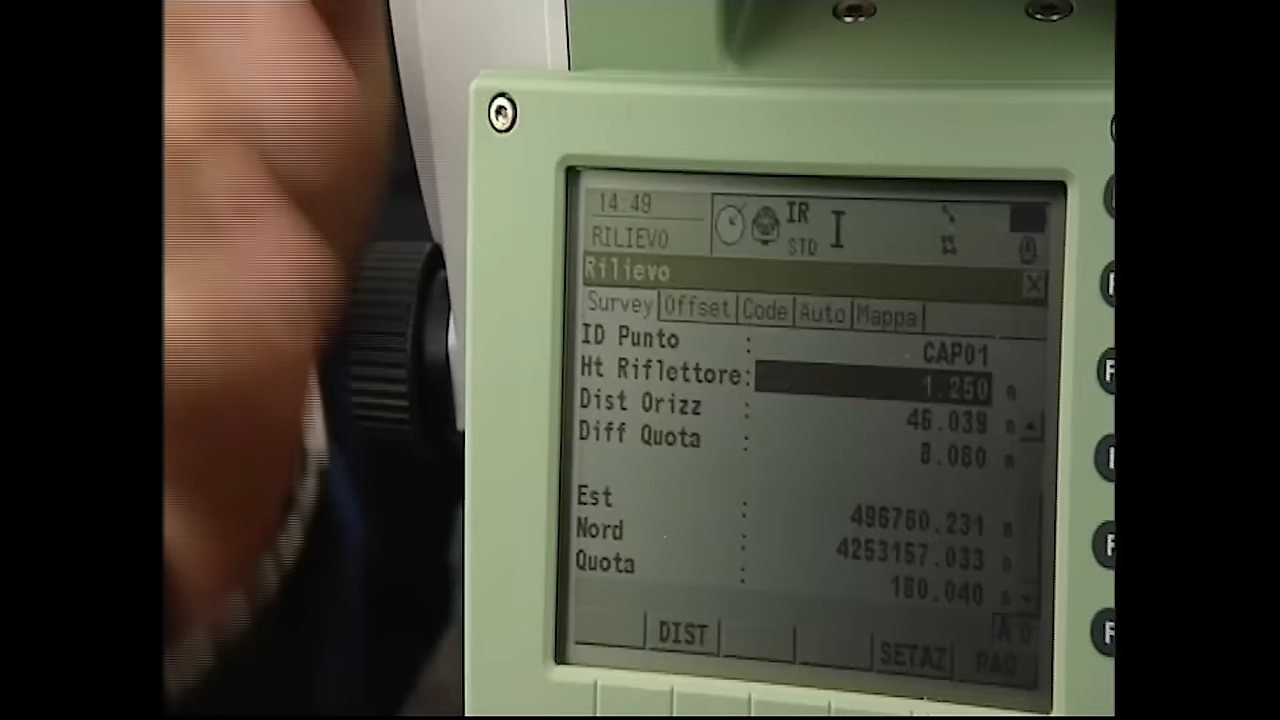 14:49
RILIEVO
IR
STD
I
Rilievo
Survey Offset Code Auto Mappa
ID Punto : CAP01
Ht Riflettore: 1.250 m
Dist Orizz : 46.039 m
Diff Quota : 0.060 m
Est : 496760.231 m
Nord : 4253157.033 m
Quota : 180.040
DIST SETAZ PAG